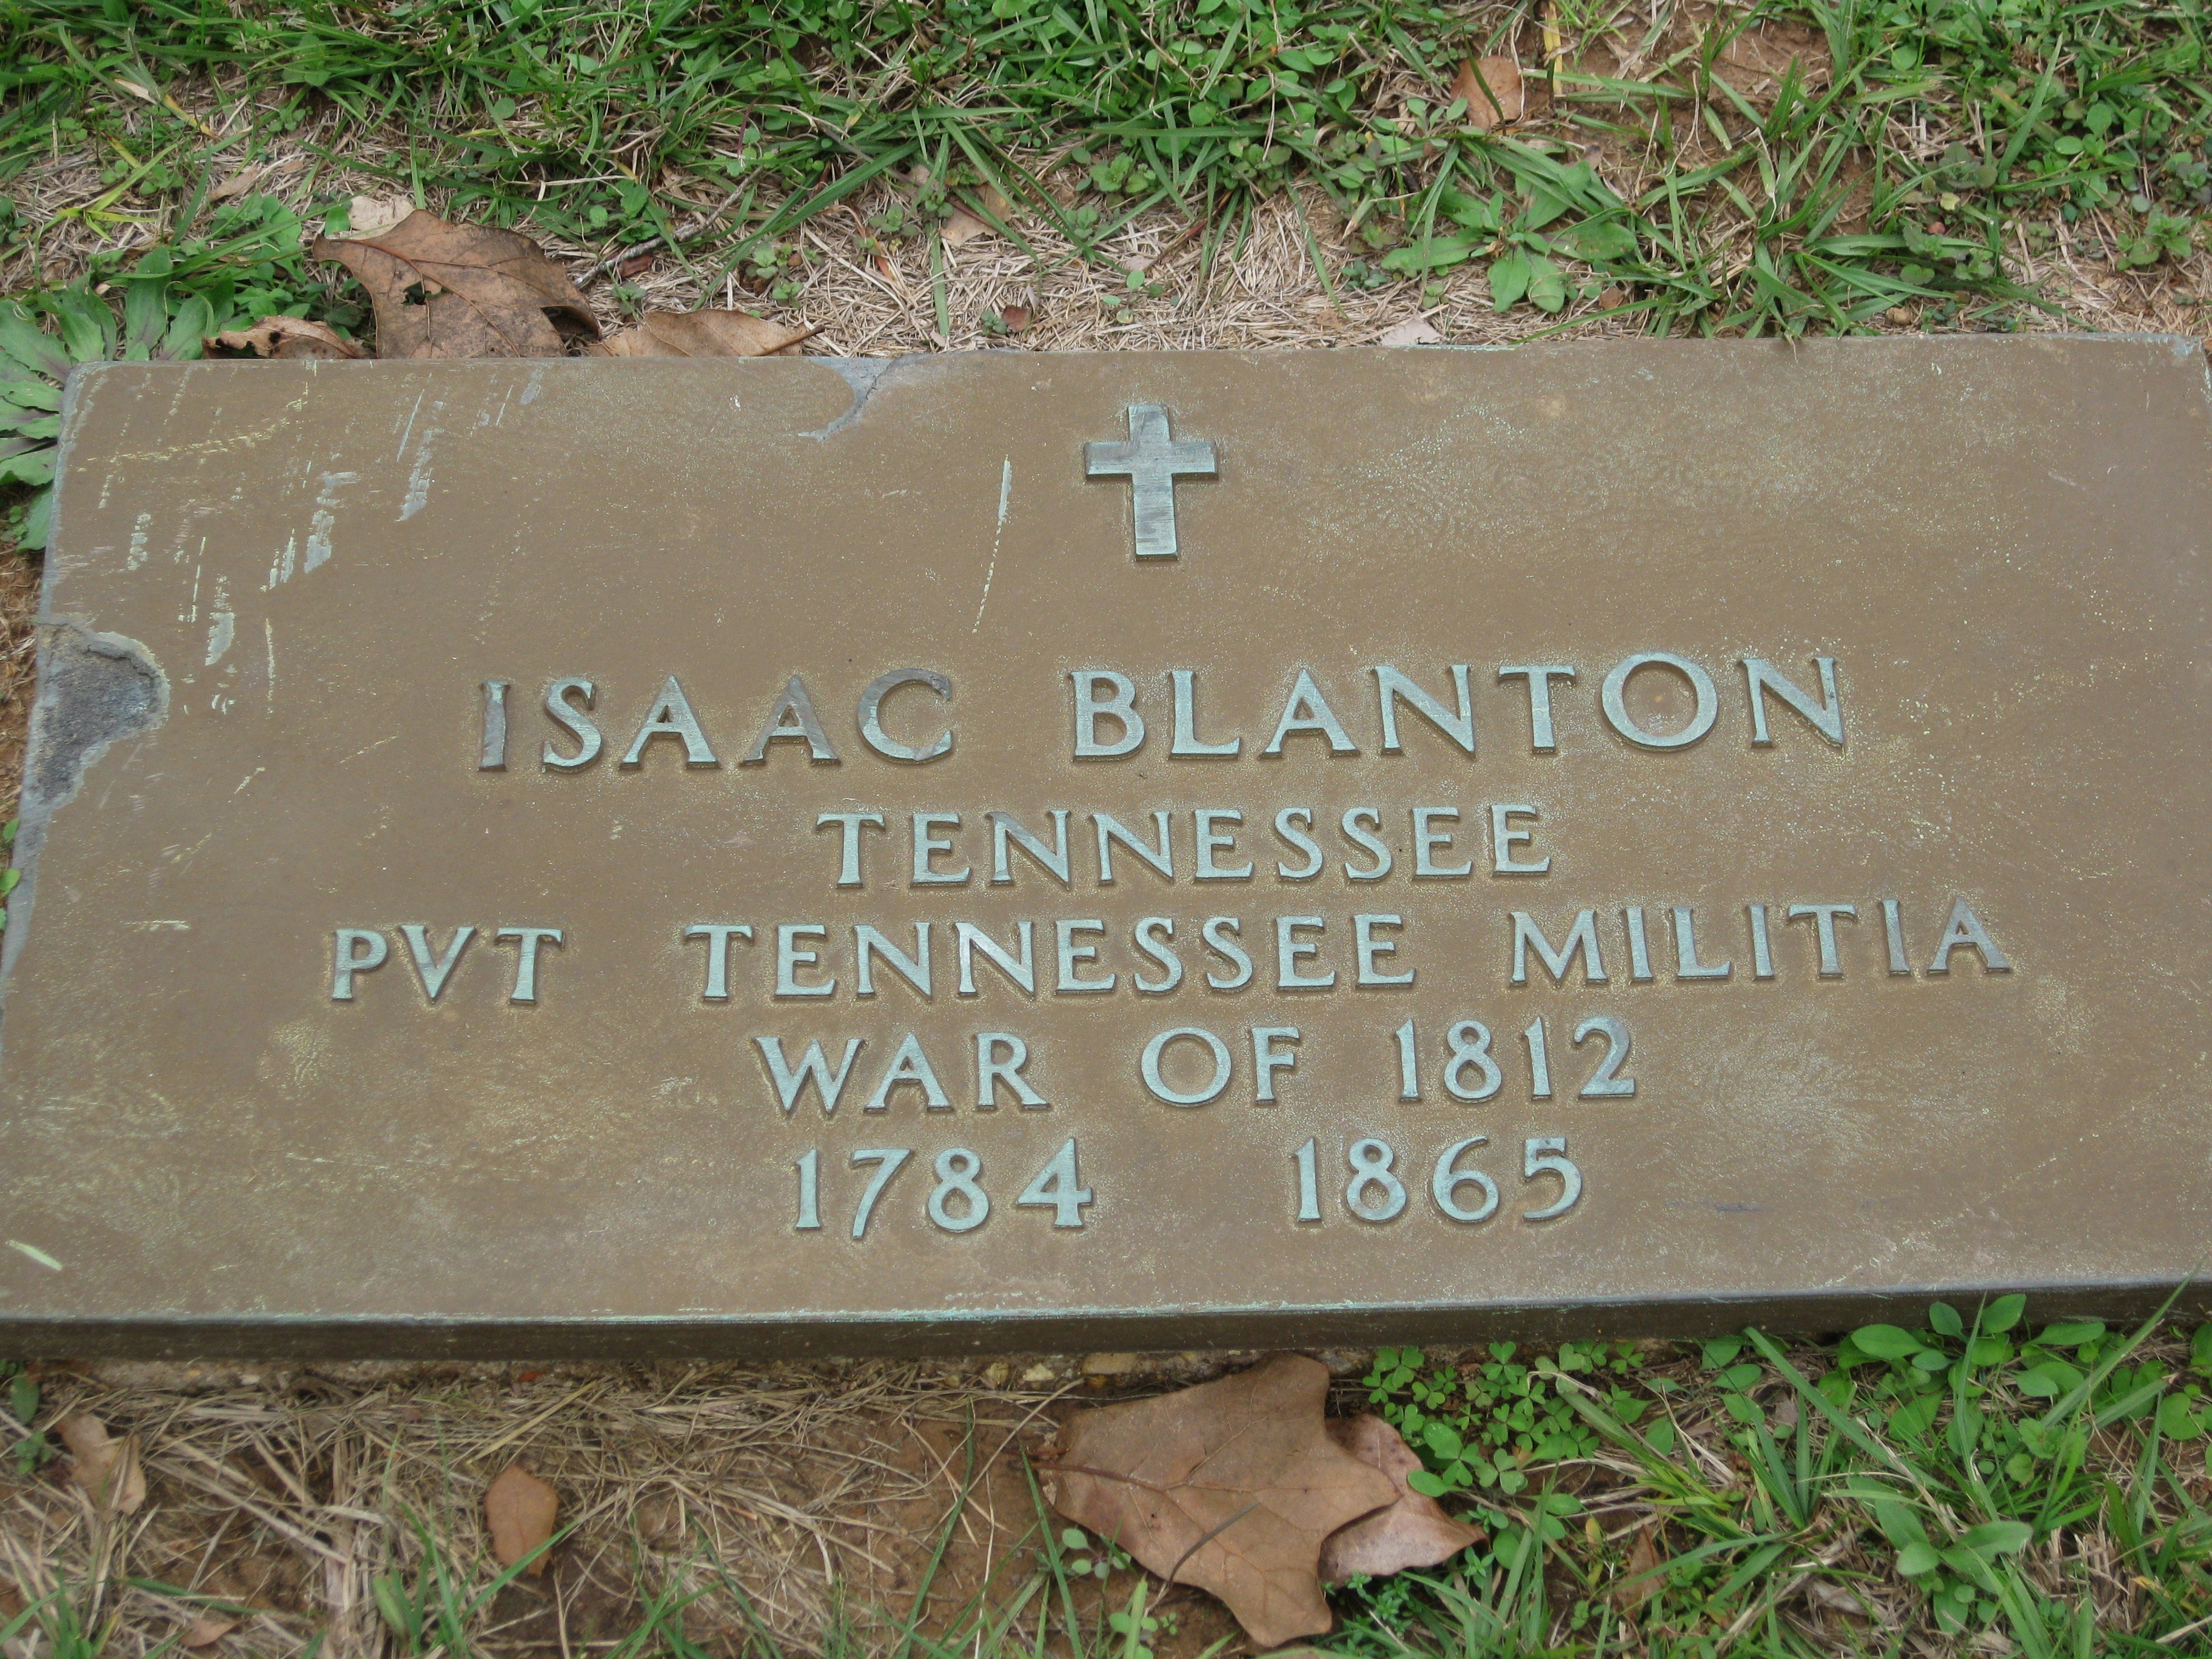 ISAAC BLANTON
TENNESSEE
PVT TENNESSEE MILITIA
WAR OF 1812
1784 1865